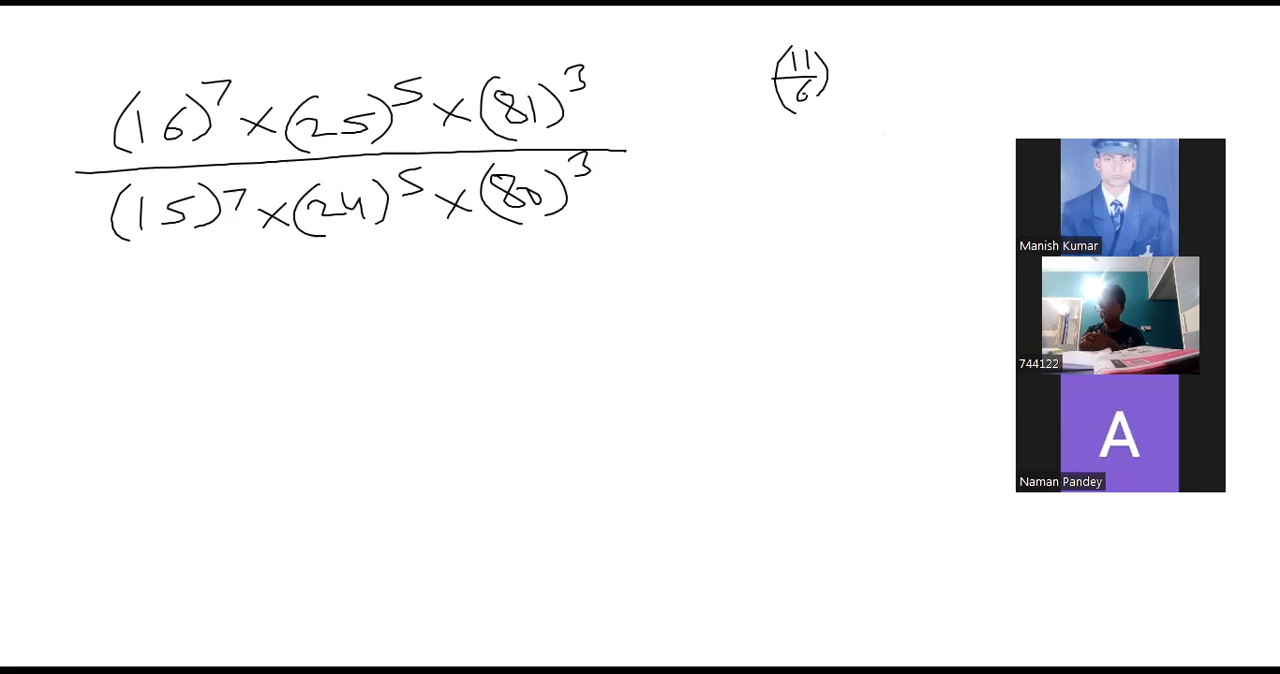 (16)⁷ × (25)⁵ × (81)³
(15)⁷ × (24)⁵ × (80)³
(11
6)
Manish Kumar
744122
A
Naman Pandey